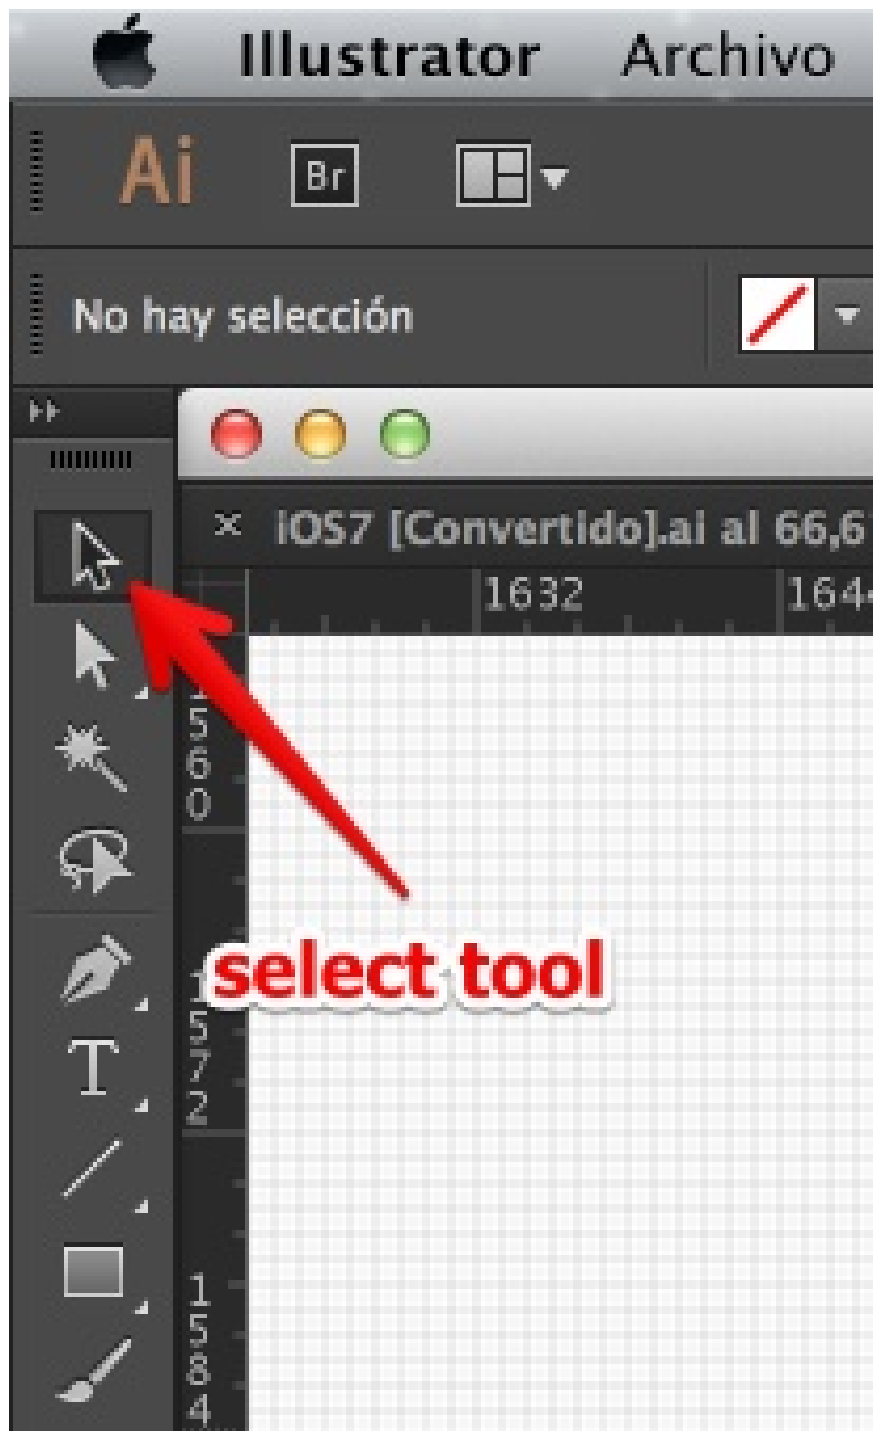 Illustrator Archivo
Ai Br
No hay selección
× iOS7 [Convertido].ai al 66,6
1632 164
1560
select tool
1572
T
1584